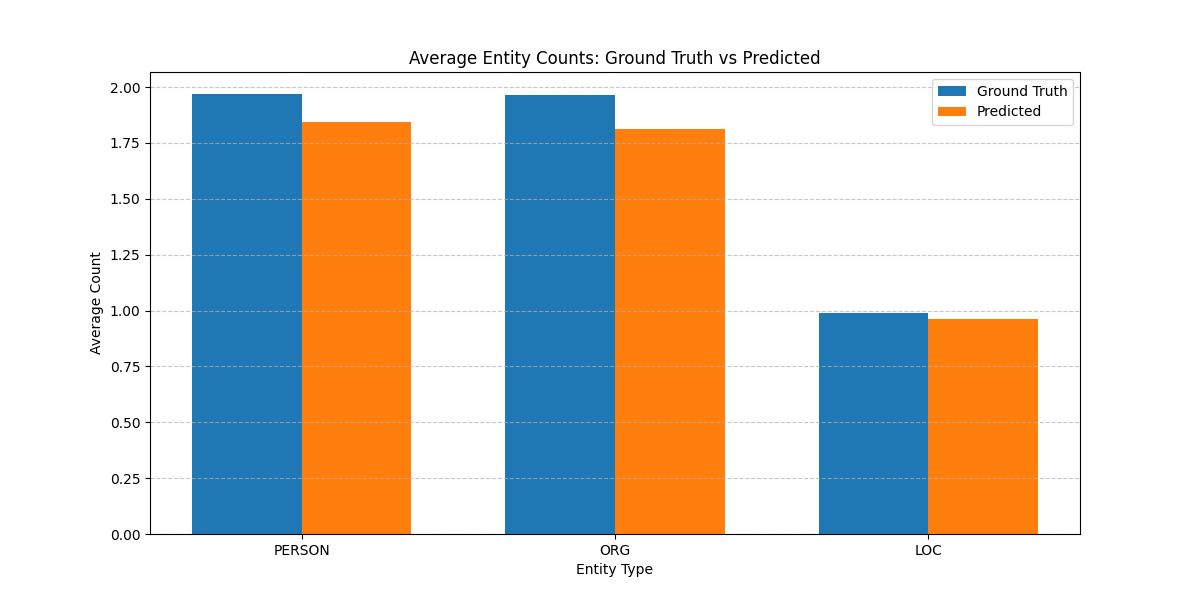 Average Entity Counts: Ground Truth vs Predicted
Ground Truth
Predicted
2.00
1.75
1.50
1.25
1.00
0.75
0.50
0.25
0.00
Average Count
PERSON
ORG
LOC
Entity Type